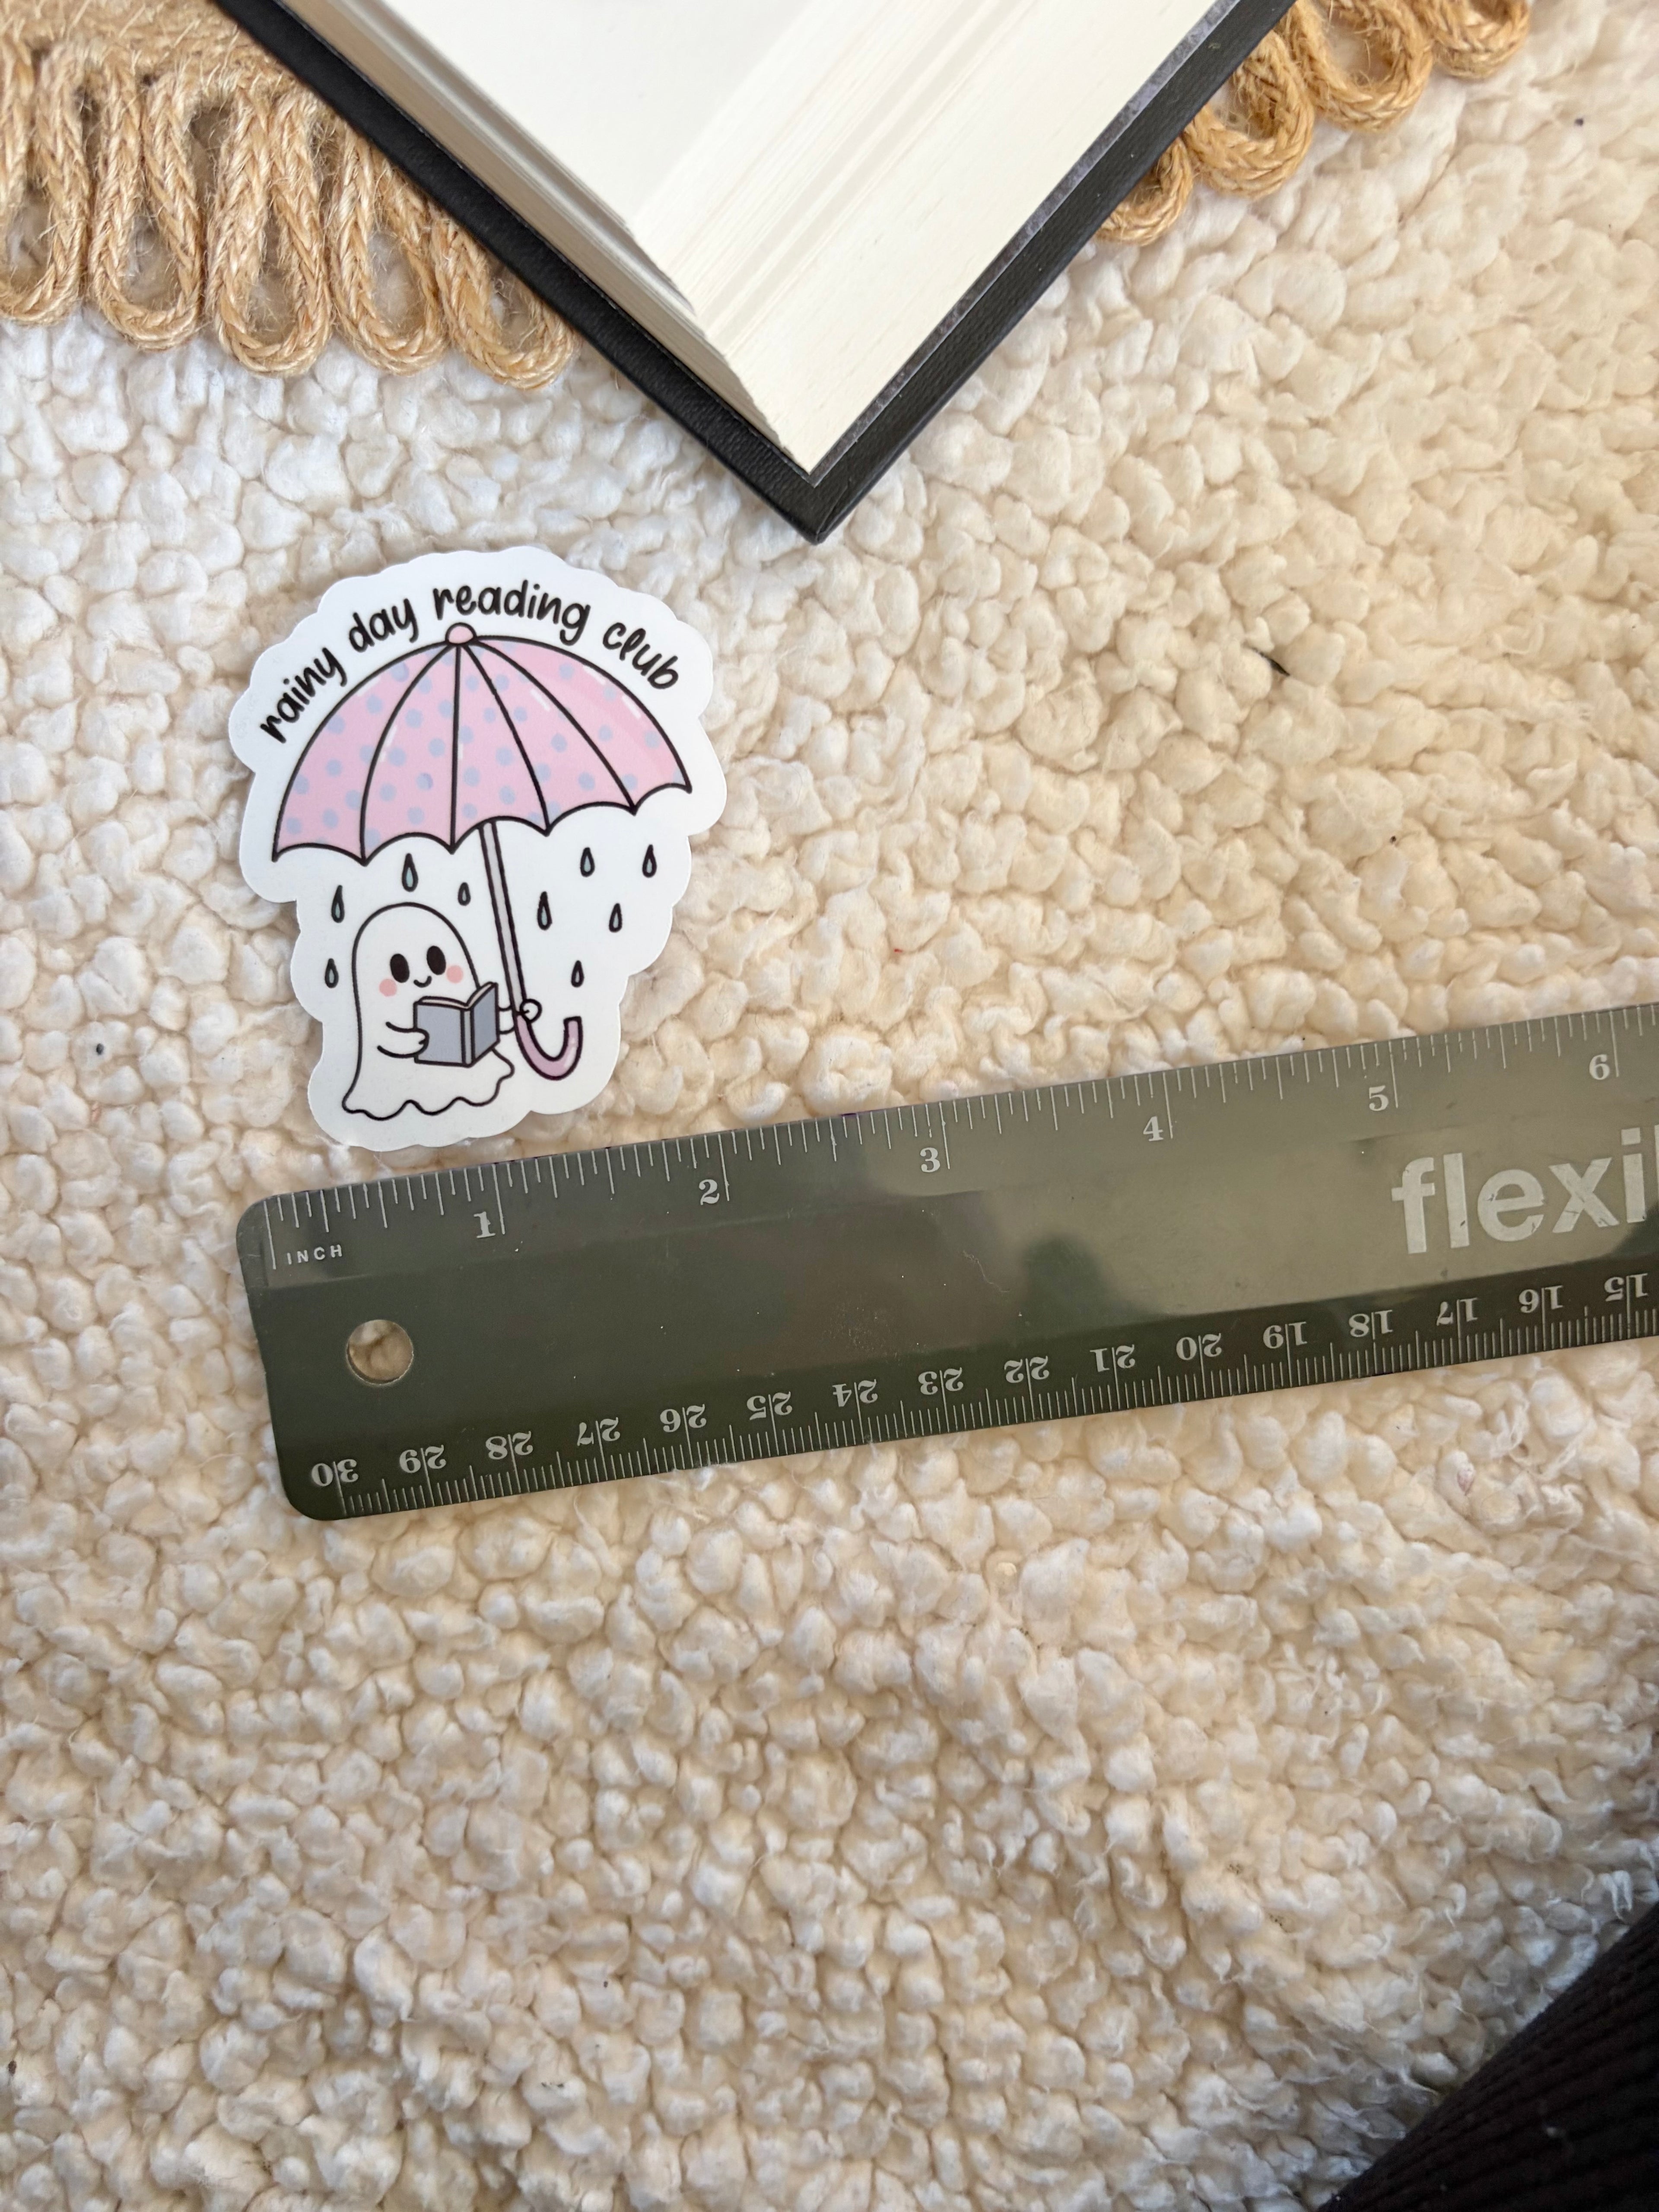 rainy day reading club
1 2 3 4 5 6
INCH
flexi
30 29 28 27 26 25 24 23 22 21 20 19 18 17 16 15